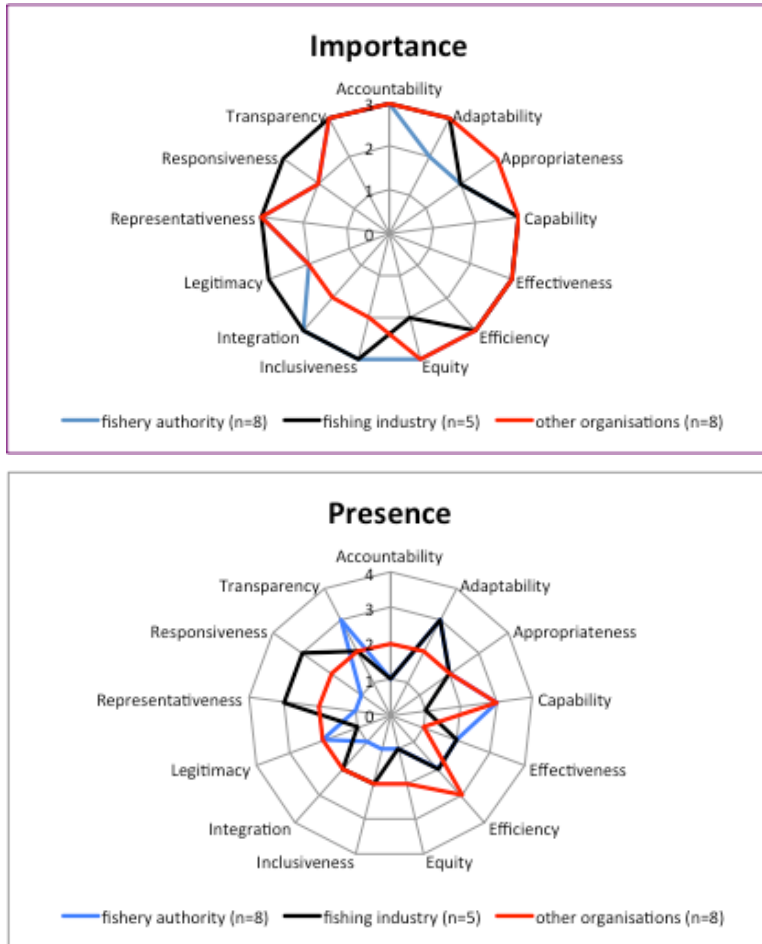 Importance
Accountability
Transparency
Adaptability
Responsiveness
Appropriateness
Representativeness
Capability
Legitimacy
Effectiveness
Integration
Efficiency
Inclusiveness
Equity
3
2
1
0
fishery authority (n=8) fishing industry (n=5) other organisations (n=8)
Presence
Accountability
Transparency
Adaptability
Responsiveness
Appropriateness
Representativeness
Capability
Legitimacy
Effectiveness
Integration
Efficiency
Inclusiveness
Equity
4
3
2
1
0
fishery authority (n=8) fishing industry (n=5) other organisations (n=8)